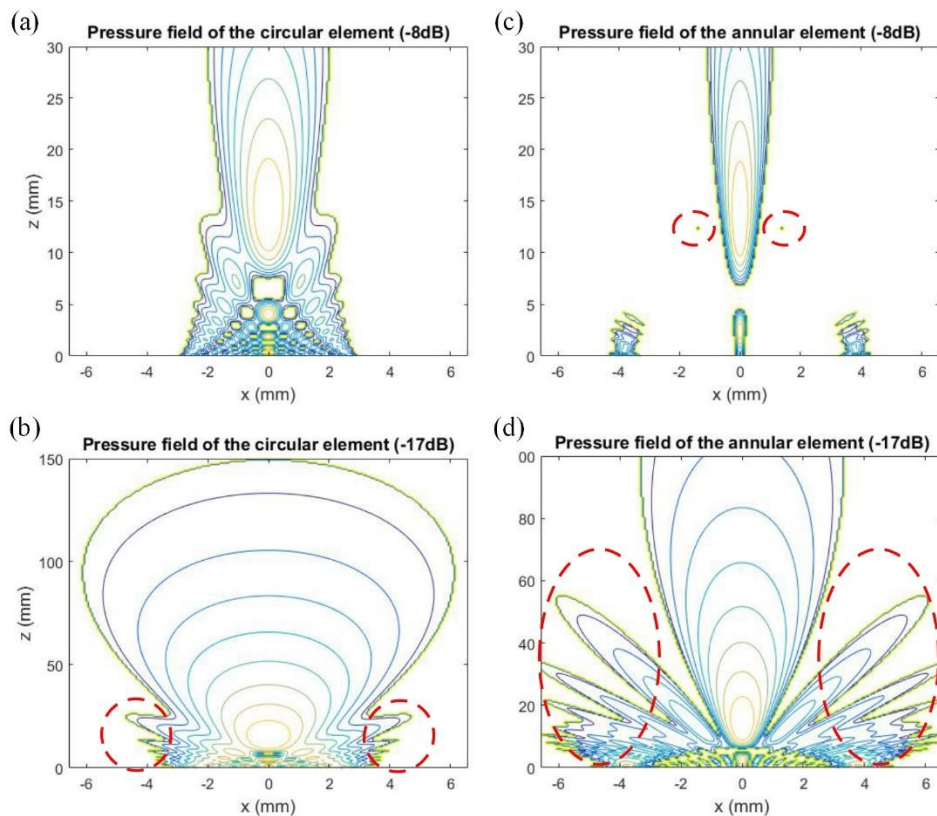 (a)
Pressure field of the circular element (-8dB)
30
25
20
15
10
5
0
z (mm)
-6 -4 -2 0 2 4 6
x (mm)
(c)
Pressure field of the annular element (-8dB)
30
25
20
15
10
5
0
z (mm)
-6 -4 -2 0 2 4 6
x (mm)
(b)
Pressure field of the circular element (-17dB)
150
100
50
0
z (mm)
-6 -4 -2 0 2 4 6
x (mm)
(d)
Pressure field of the annular element (-17dB)
00
80
60
40
20
0
z (mm)
-6 -4 -2 0 2 4 6
x (mm)